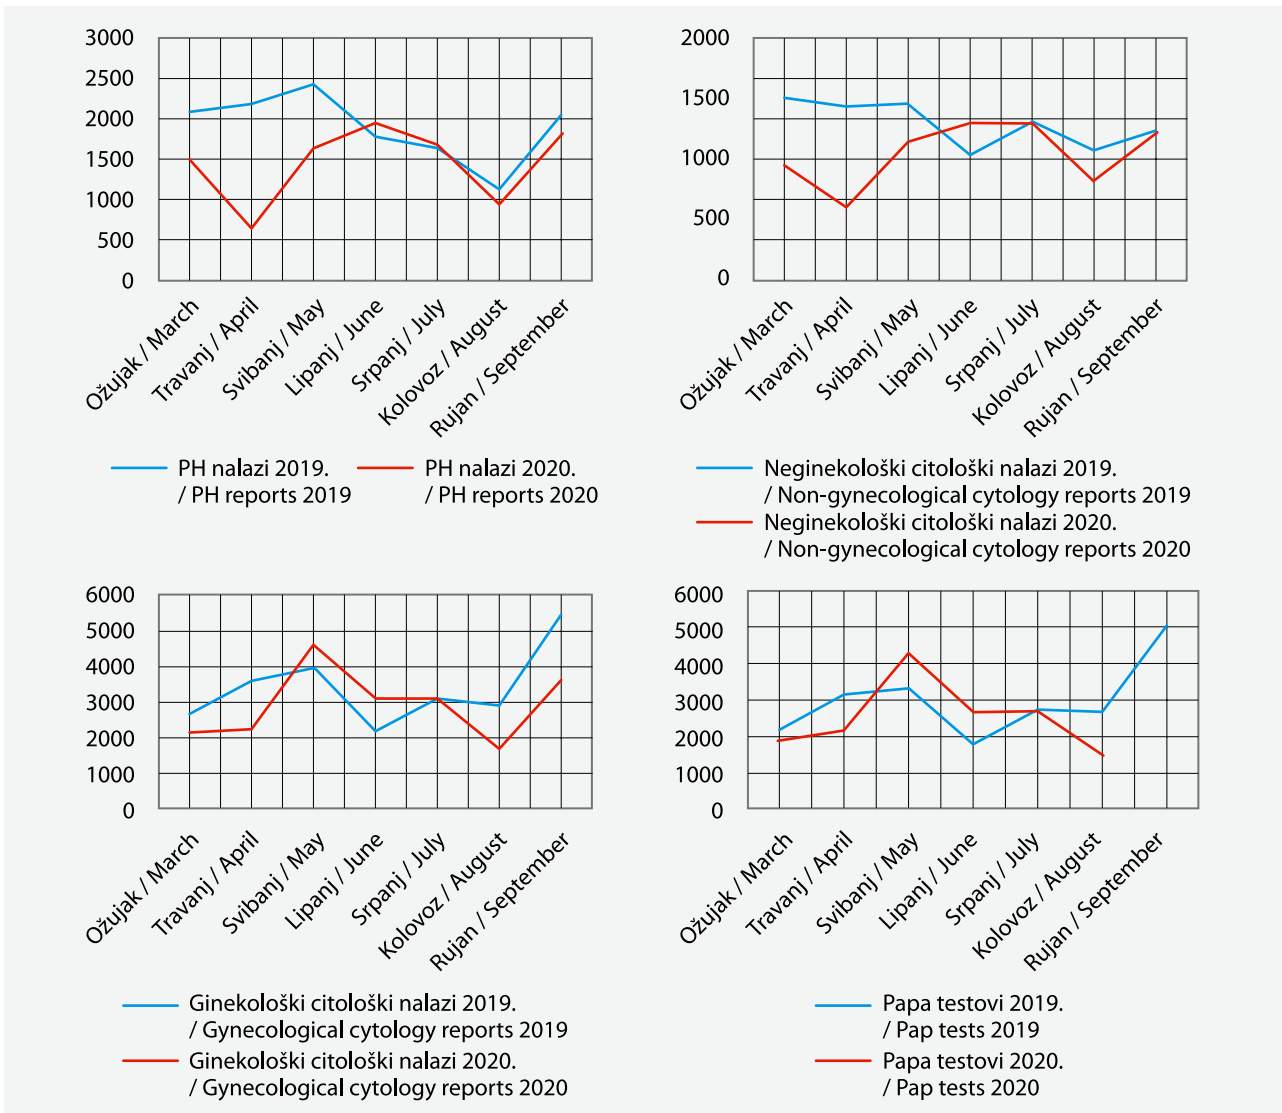 3000
2500
2000
1500
1000
500
0
Ožujak / March
Travanj / April
Svibanj / May
Lipanj / June
Srpanj / July
Kolovoz / August
Rujan / September
PH nalazi 2019.
/ PH reports 2019
PH nalazi 2020.
/ PH reports 2020
2000
1500
1000
500
0
Ožujak / March
Travanj / April
Svibanj / May
Lipanj / June
Srpanj / July
Kolovoz / August
Rujan / September
Neginekološki citološki nalazi 2019.
/ Non-gynecological cytology reports 2019
Neginekološki citološki nalazi 2020.
/ Non-gynecological cytology reports 2020
6000
5000
4000
3000
2000
1000
0
Ožujak / March
Travanj / April
Svibanj / May
Lipanj / June
Srpanj / July
Kolovoz / August
Rujan / September
Ginekološki citološki nalazi 2019.
/ Gynecological cytology reports 2019
Ginekološki citološki nalazi 2020.
/ Gynecological cytology reports 2020
6000
5000
4000
3000
2000
1000
0
Ožujak / March
Travanj / April
Svibanj / May
Lipanj / June
Srpanj / July
Kolovoz / August
Rujan / September
Papa testovi 2019.
/ Pap tests 2019
Papa testovi 2020.
/ Pap tests 2020